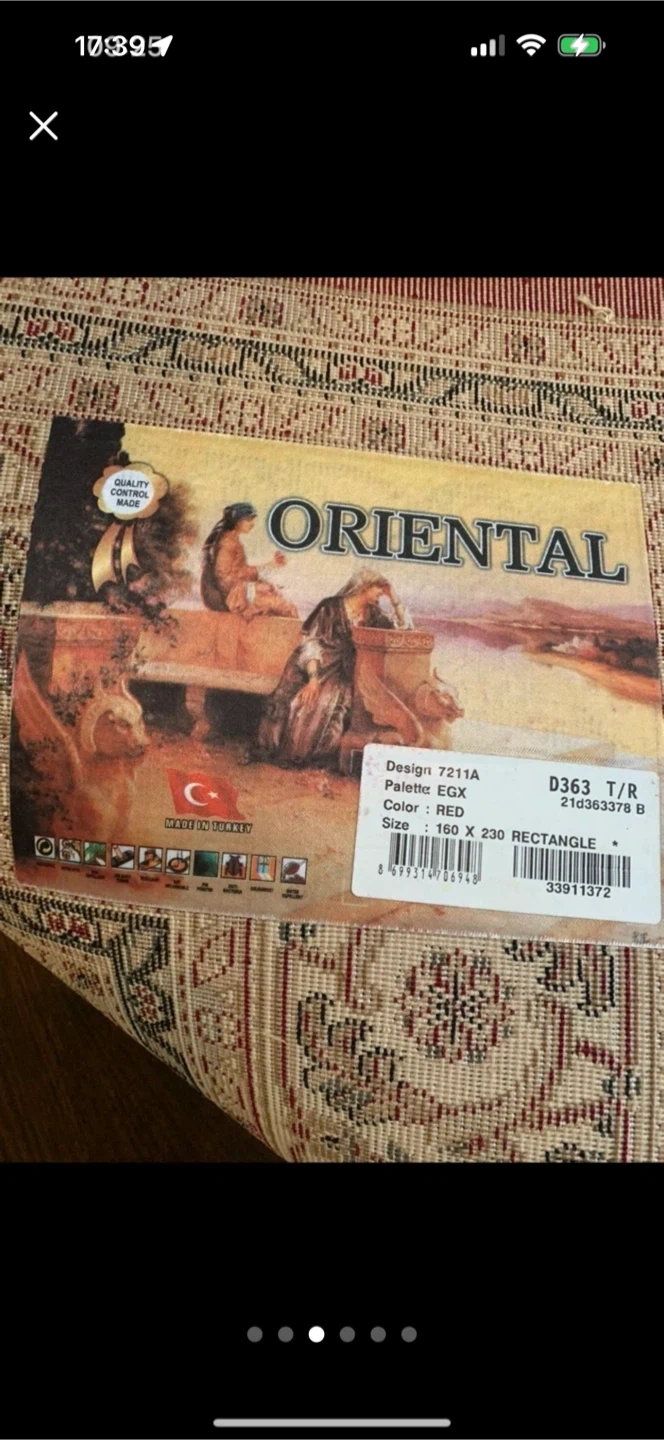 QUALITY
CONTROL
MADE
ORIENTAL
MADE IN TURKEY
Design 7211A
Palette EGX
Color : RED
Size : 160 X 230 RECTANGLE *
D363 T/R
21d363378 B
8 699314 706948
33911372